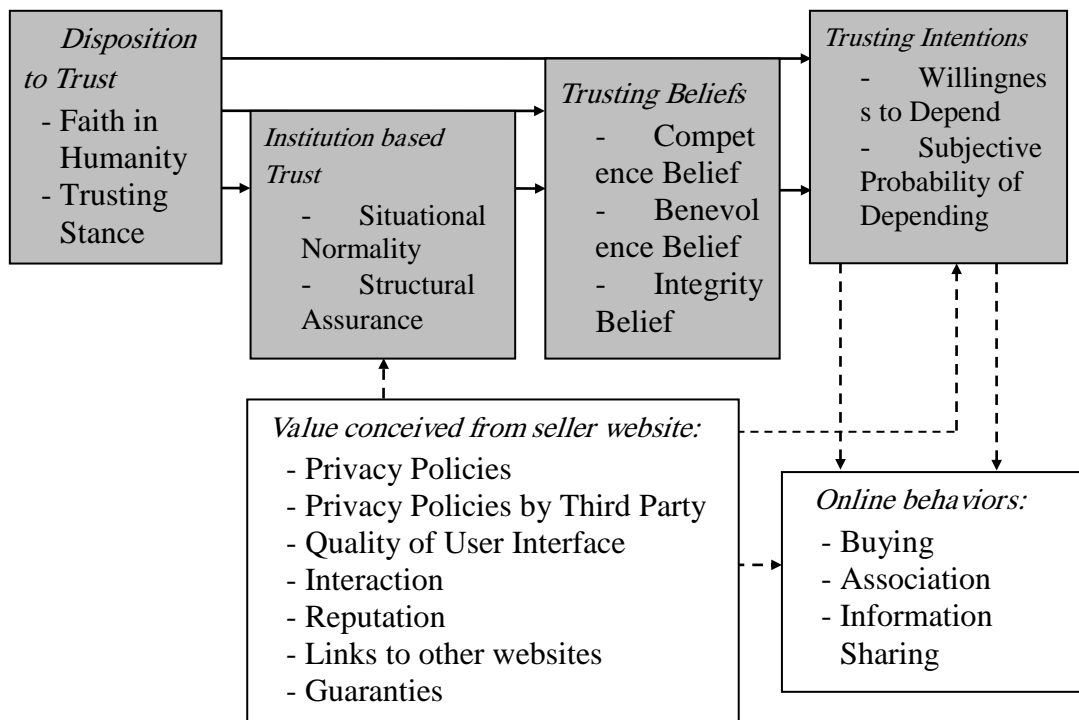 Disposition
to Trust
- Faith in
Humanity
- Trusting
Stance
Institution based
Trust
- Situational
Normality
- Structural
Assurance
Trusting Beliefs
- Compet
ence Belief
- Benevol
ence Belief
- Integrity
Belief
Trusting Intentions
- Willingnes
s to Depend
- Subjective
Probability of
Depending
Value conceived from seller website:
- Privacy Policies
- Privacy Policies by Third Party
- Quality of User Interface
- Interaction
- Reputation
- Links to other websites
- Guaranties
Online behaviors:
- Buying
- Association
- Information
Sharing